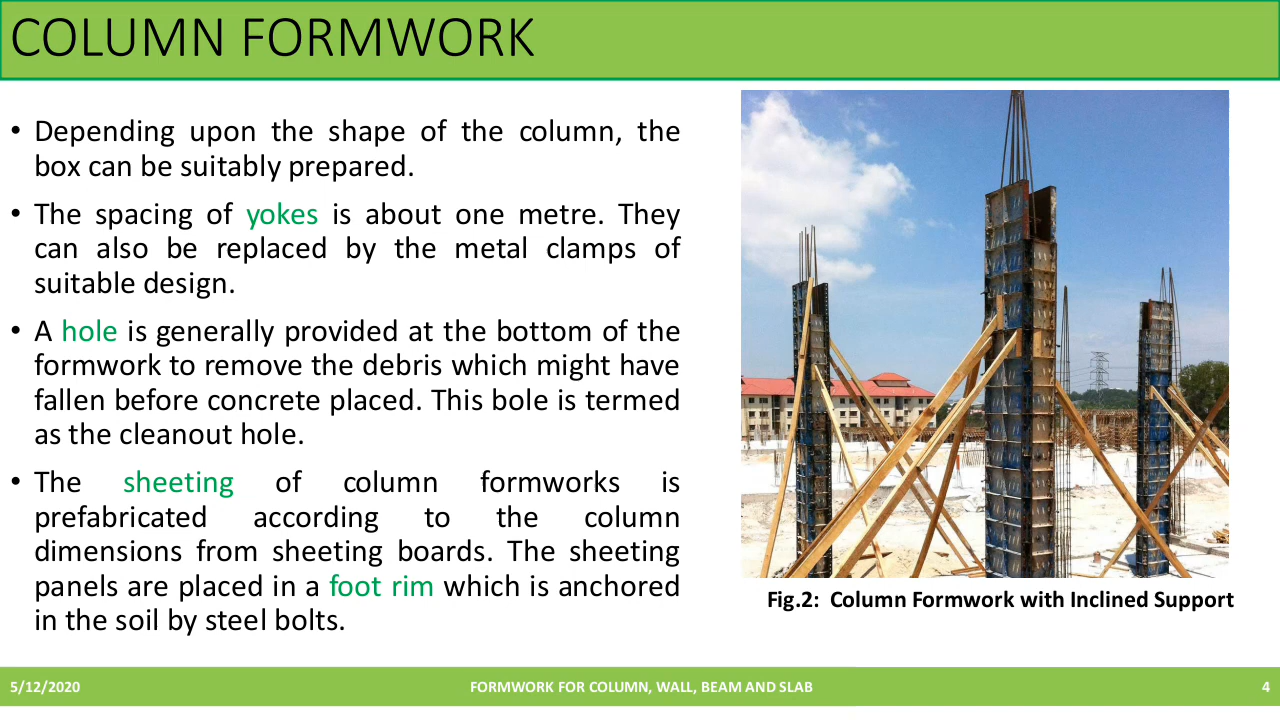 COLUMN FORMWORK
• Depending upon the shape of the column, the
box can be suitably prepared.
• The spacing of yokes is about one metre. They
can also be replaced by the metal clamps of
suitable design.
• A hole is generally provided at the bottom of the
formwork to remove the debris which might have
fallen before concrete placed. This bole is termed
as the cleanout hole.
• The sheeting of column formworks is
prefabricated according to the column
dimensions from sheeting boards. The sheeting
panels are placed in a foot rim which is anchored
in the soil by steel bolts.
Fig.2: Column Formwork with Inclined Support
5/12/2020
FORMWORK FOR COLUMN, WALL, BEAM AND SLAB
4